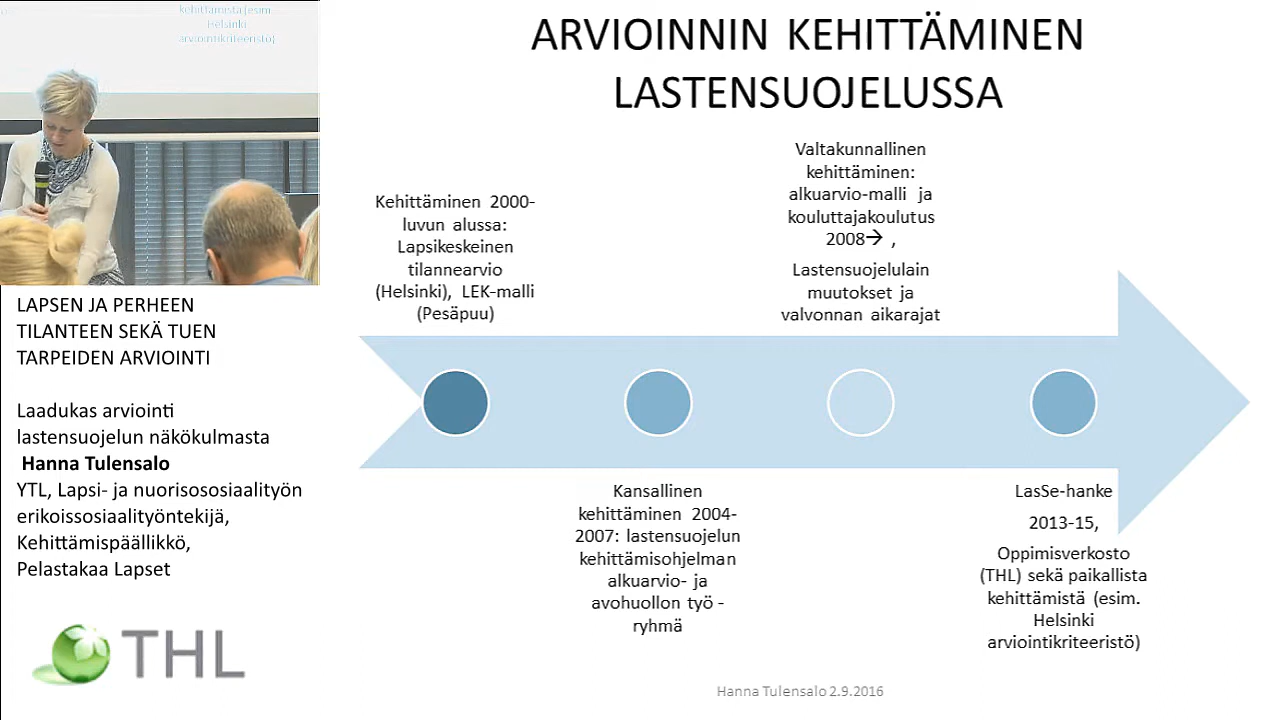 kehittämistä (esim.
Helsinki
arviointikriteeristö)
LAPSEN JA PERHEEN
TILANTEEN SEKÄ TUEN
TARPEIDEN ARVIOINTI
Laadukas arviointi
lastensuojelun näkökulmasta
Hanna Tulensalo
YTL, Lapsi- ja nuorisososiaalityön
erikoissosiaalityöntekijä,
Kehittämispäällikkö,
Pelastakaa Lapset
THL
ARVIOINNIN KEHITTÄMINEN
LASTENSUOJELUSSA
Kehittäminen 2000-
luvun alussa:
Lapsikeskeinen
tilannearvio
(Helsinki), LEK-malli
(Pesäpuu)
Kansallinen
kehittäminen 2004-
2007: lastensuojelun
kehittämisohjelman
alkuarvio- ja
avohuollon työ -
ryhmä
Valtakunnallinen
kehittäminen:
alkuarvio-malli ja
kouluttajakoulutus
2008→ ,
Lastensuojelulain
muutokset ja
valvonnan aikarajat
LasSe-hanke
2013-15,
Oppimisverkosto
(THL) sekä paikallista
kehittämistä (esim.
Helsinki
arviointikriteeristö)
Hanna Tulensalo 2.9.2016